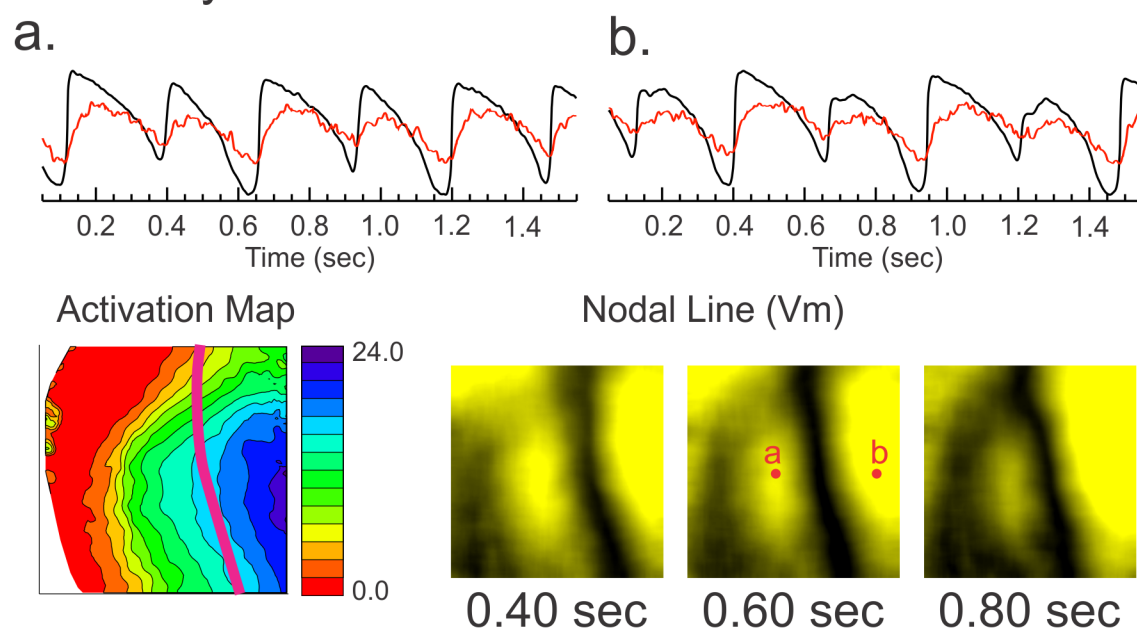 a.
b.
0.2 0.4 0.6 0.8 1.0 1.2 1.4
Time (sec)
0.2 0.4 0.6 0.8 1.0 1.2 1.4
Time (sec)
Activation Map
24.0
0.0
Nodal Line (Vm)
a
b
0.40 sec
0.60 sec
0.80 sec